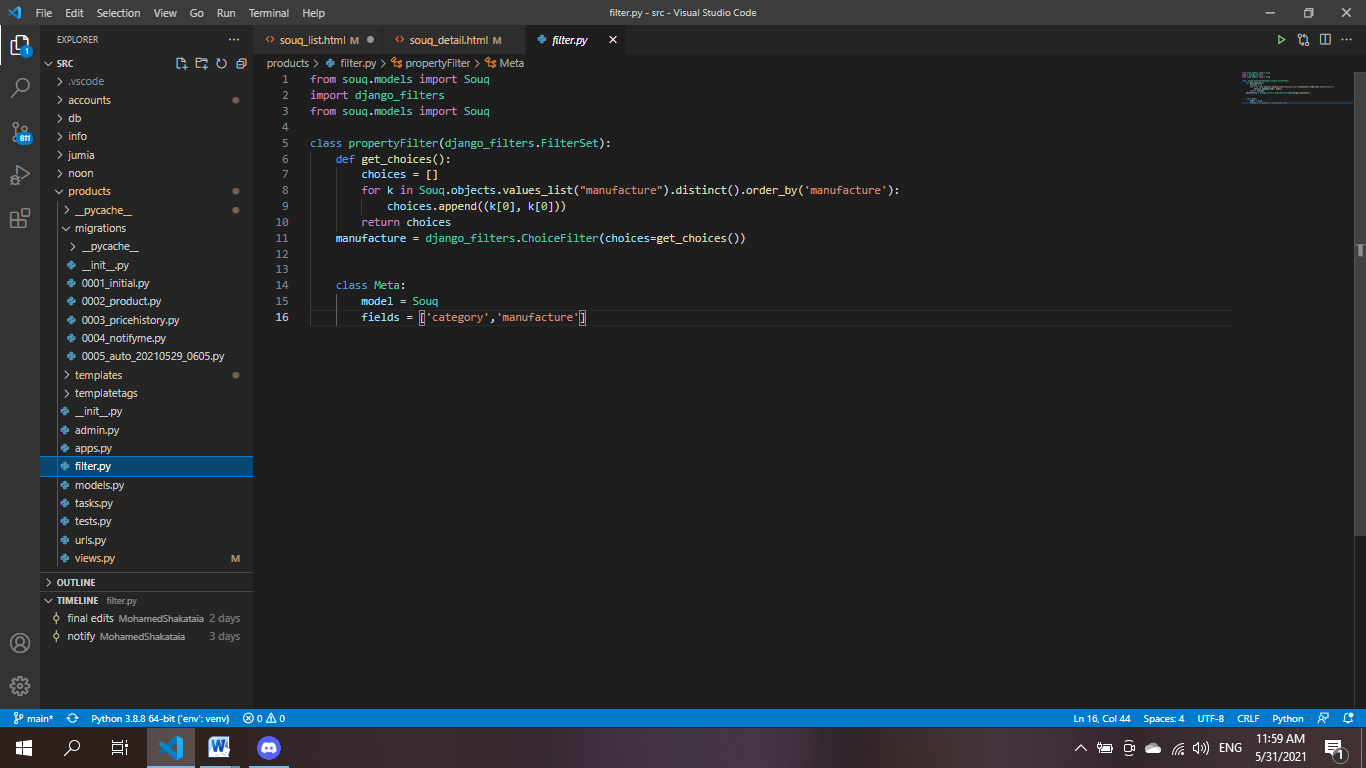 File Edit Selection View Go Run Terminal Help
filter.py - src - Visual Studio Code
EXPLORER
SRC
.vscode
accounts
db
info
jumia
noon
products
__pycache__
migrations
__pycache__
__init__.py
0001_initial.py
0002_product.py
0003_pricehistory.py
0004_notifyme.py
0005_auto_20210529_0605.py
templates
templatetags
__init__.py
admin.py
apps.py
filter.py
models.py
tasks.py
tests.py
urls.py
views.py M
OUTLINE
TIMELINE filter.py
final edits MohamedShakataia 2 days
notify MohamedShakataia 3 days
1
811
souq_list.html M
souq_detail.html M
filter.py
products > filter.py > propertyFilter > Meta
1 from souq.models import Souq
2 import django_filters
3 from souq.models import Souq
4
5 class propertyFilter(django_filters.FilterSet):
6 def get_choices():
7 choices = []
8 for k in Souq.objects.values_list("manufacture").distinct().order_by('manufacture'):
9 choices.append((k[0], k[0]))
10 return choices
11 manufacture = django_filters.ChoiceFilter(choices=get_choices())
12
13
14 class Meta:
15 model = Souq
16 fields = ['category','manufacture']
main* Python 3.8.8 64-bit ('env': venv) 0 0
Ln 16, Col 44 Spaces: 4 UTF-8 CRLF Python
ENG
11:59 AM
5/31/2021
1